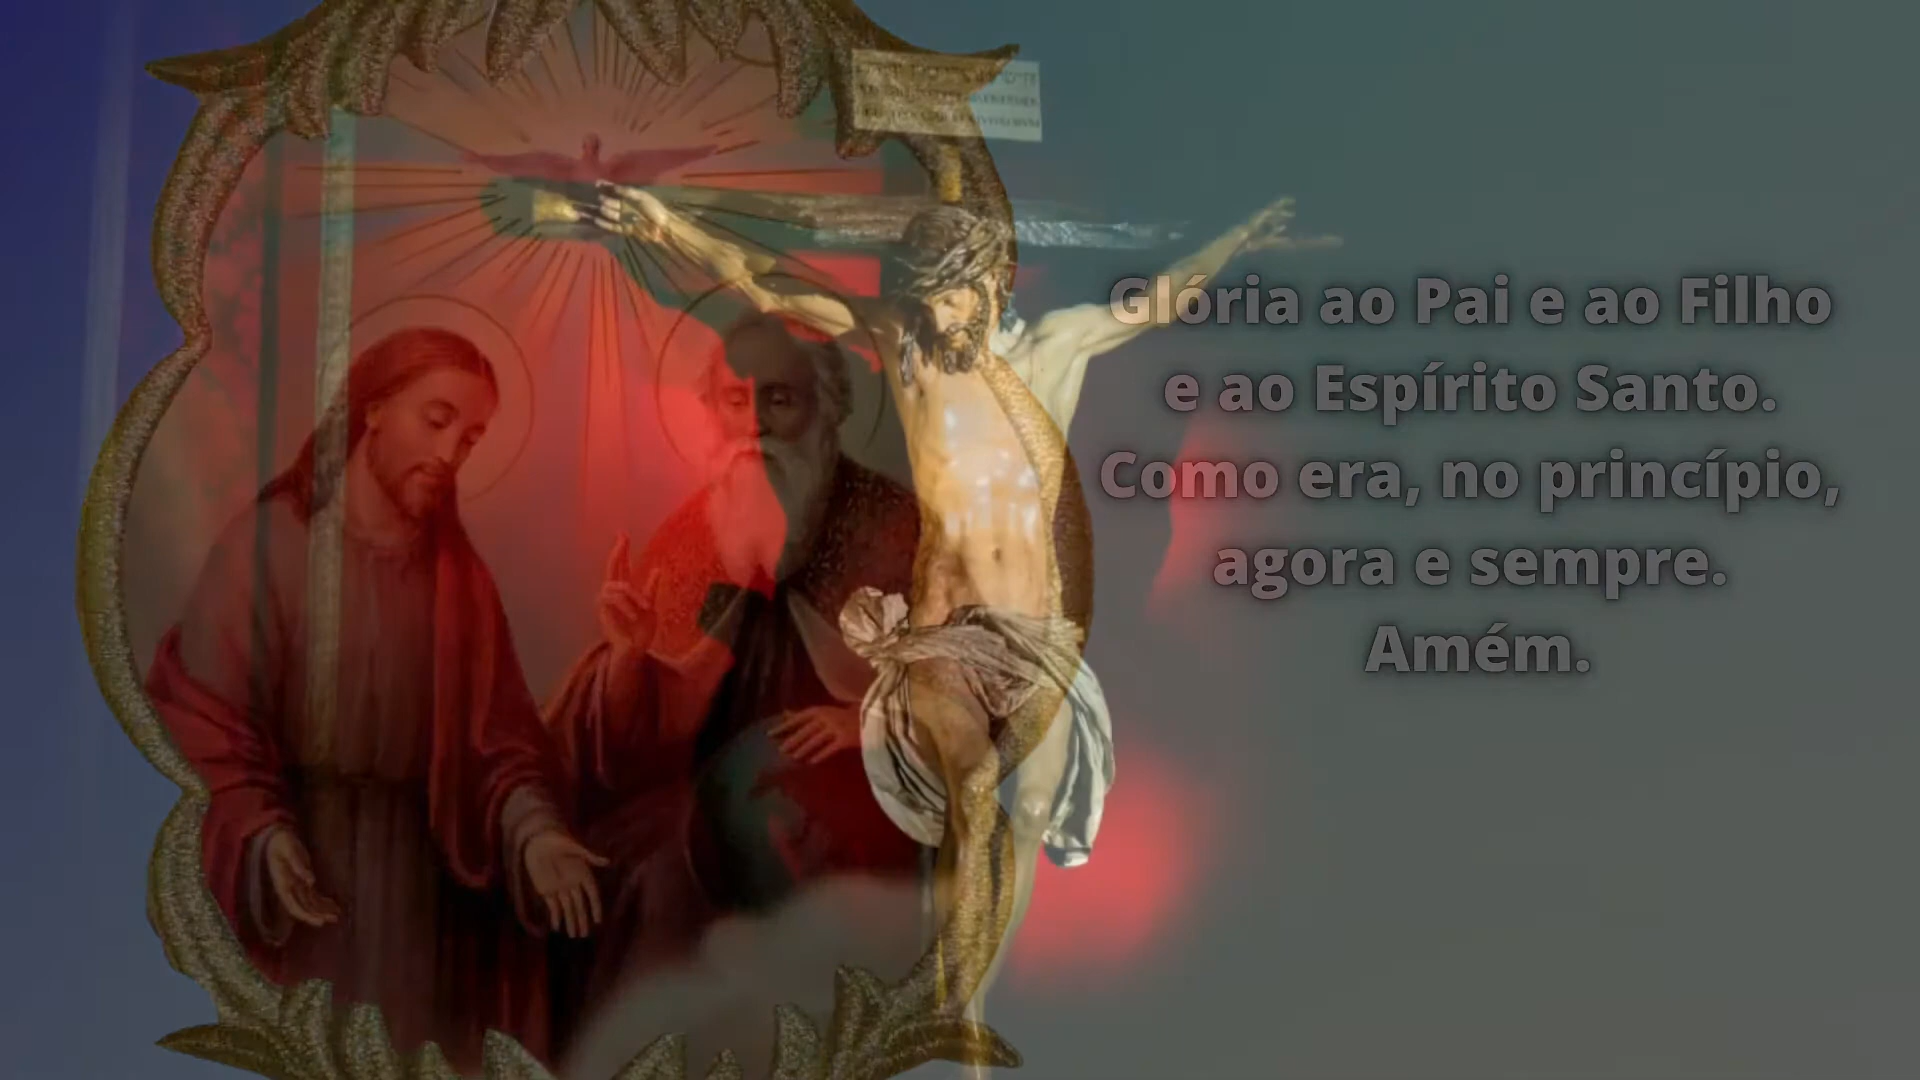 Glória ao Pai e ao Filho
e ao Espírito Santo.
Como era, no princípio,
agora e sempre.
Amém.